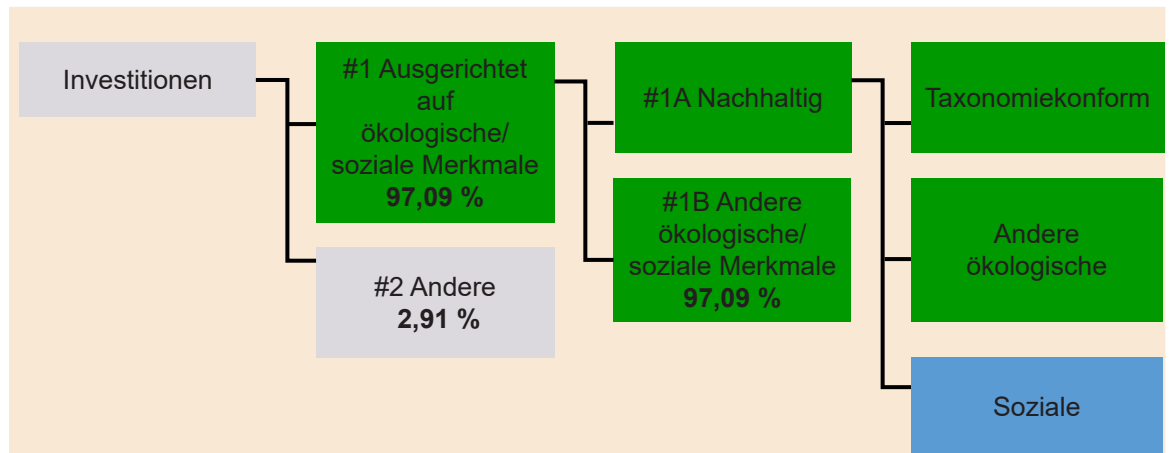 Investitionen
#1 Ausgerichtet
auf
ökologische/
soziale Merkmale
97,09 %
#2 Andere
2,91 %
#1A Nachhaltig
#1B Andere
ökologische/
soziale Merkmale
97,09 %
Taxonomiekonform
Andere
ökologische
Soziale